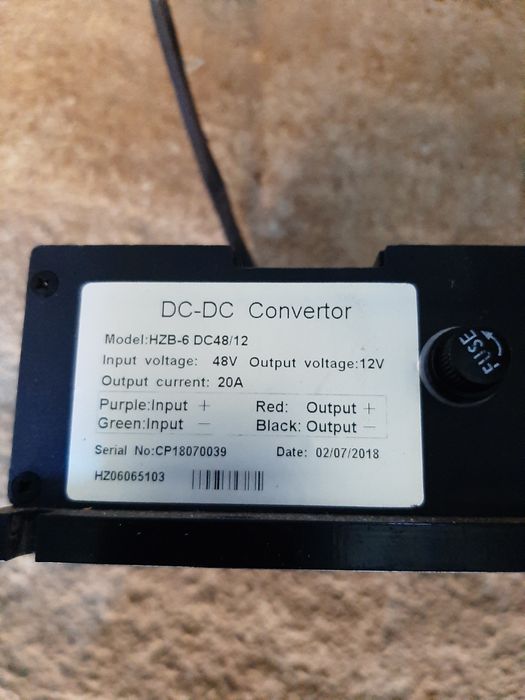 DC-DC Convertor
Model:HZB-6 DC48/12
Input voltage: 48V Output voltage:12V
Output current: 20A
Purple:Input + Red: Output +
Green:Input - Black: Output -
Serial No:CP18070039 Date: 02/07/2018
HZ06065103
FUSE